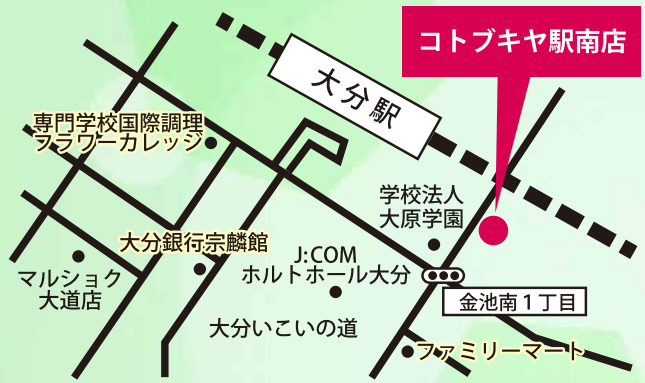 コトブキヤ駅南店
大分駅
専門学校国際調理
フラワーカレッジ
学校法人
大原学園
大分銀行宗麟館
J:COM
ホルトホール大分
マルショク
大道店
金池南1丁目
大分いこいの道
ファミリーマート